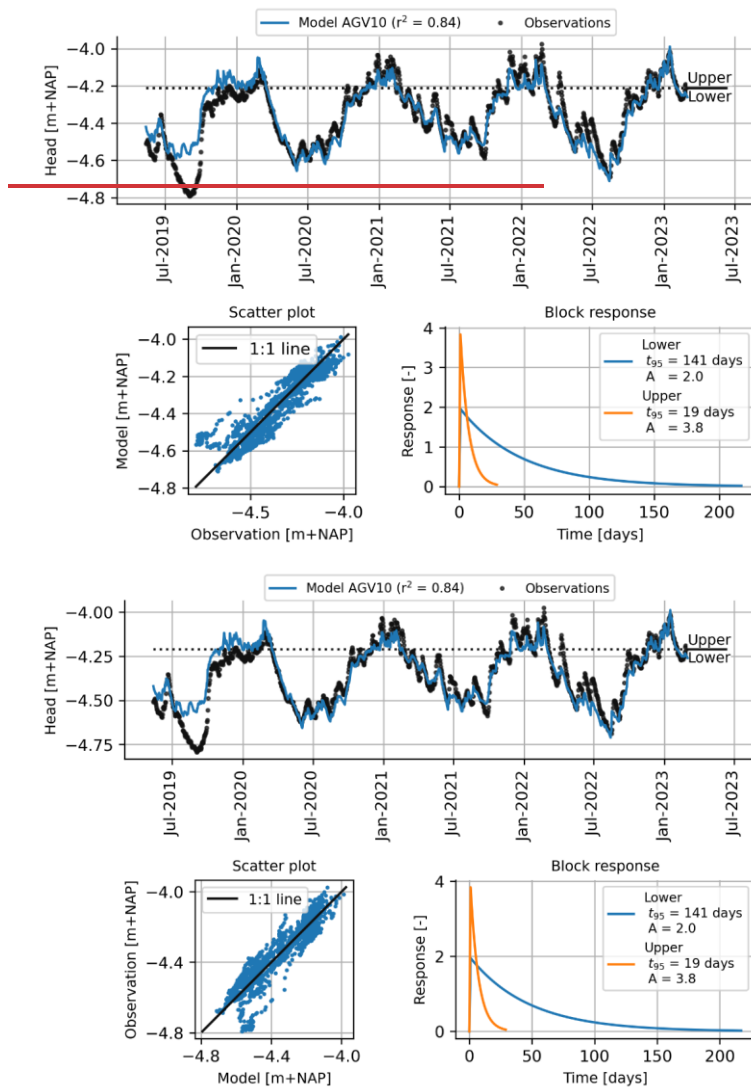 Model AGV10 (r² = 0.84) Observations
−4.0
−4.2
−4.4
−4.6
−4.8
Head [m+NAP]
Upper
Lower
Jul-2019
Jan-2020
Jul-2020
Jan-2021
Jul-2021
Jan-2022
Jul-2022
Jan-2023
Jul-2023
Scatter plot
1:1 line
−4.0
−4.2
−4.4
−4.6
−4.8
Model [m+NAP]
−4.5 −4.0
Observation [m+NAP]
Block response
4
3
2
1
0
Response [-]
Lower
t₉₅ = 141 days
A = 2.0
Upper
t₉₅ = 19 days
A = 3.8
0 50 100 150 200
Time [days]
Model AGV10 (r² = 0.84) Observations
−4.00
−4.25
−4.50
−4.75
Head [m+NAP]
Upper
Lower
Jul-2019
Jan-2020
Jul-2020
Jan-2021
Jul-2021
Jan-2022
Jul-2022
Jan-2023
Jul-2023
Scatter plot
1:1 line
−4.0
−4.2
−4.4
−4.6
−4.8
Observation [m+NAP]
−4.8 −4.6 −4.4 −4.2 −4.0
Model [m+NAP]
Block response
4
2
0
Response [-]
Lower
t₉₅ = 141 days
A = 2.0
Upper
t₉₅ = 19 days
A = 3.8
0 50 100 150 200
Time [days]